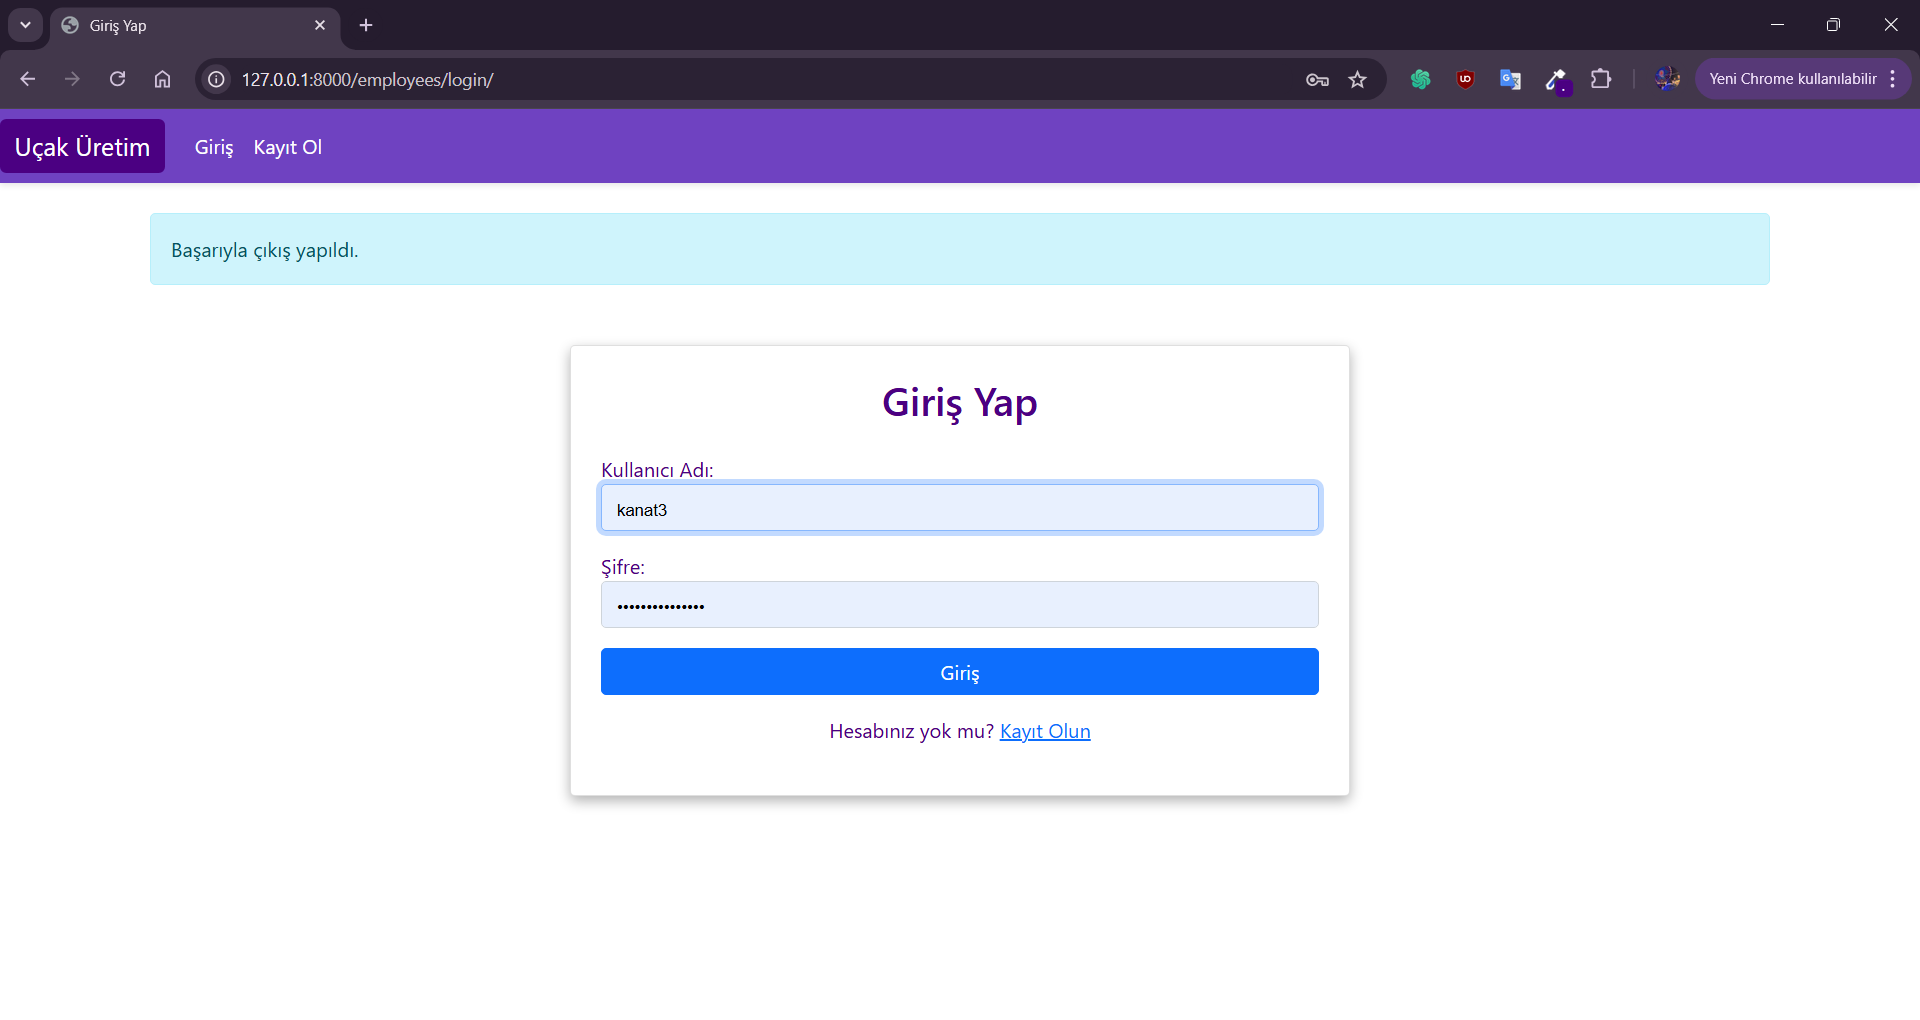 Giriş Yap
127.0.0.1:8000/employees/login/
Yeni Chrome kullanılabilir
Uçak Üretim
Giriş
Kayıt Ol
Başarıyla çıkış yapıldı.
Giriş Yap
Kullanıcı Adı:
kanat3
Şifre:
•••••••••••••••
Giriş
Hesabınız yok mu? Kayıt Olun